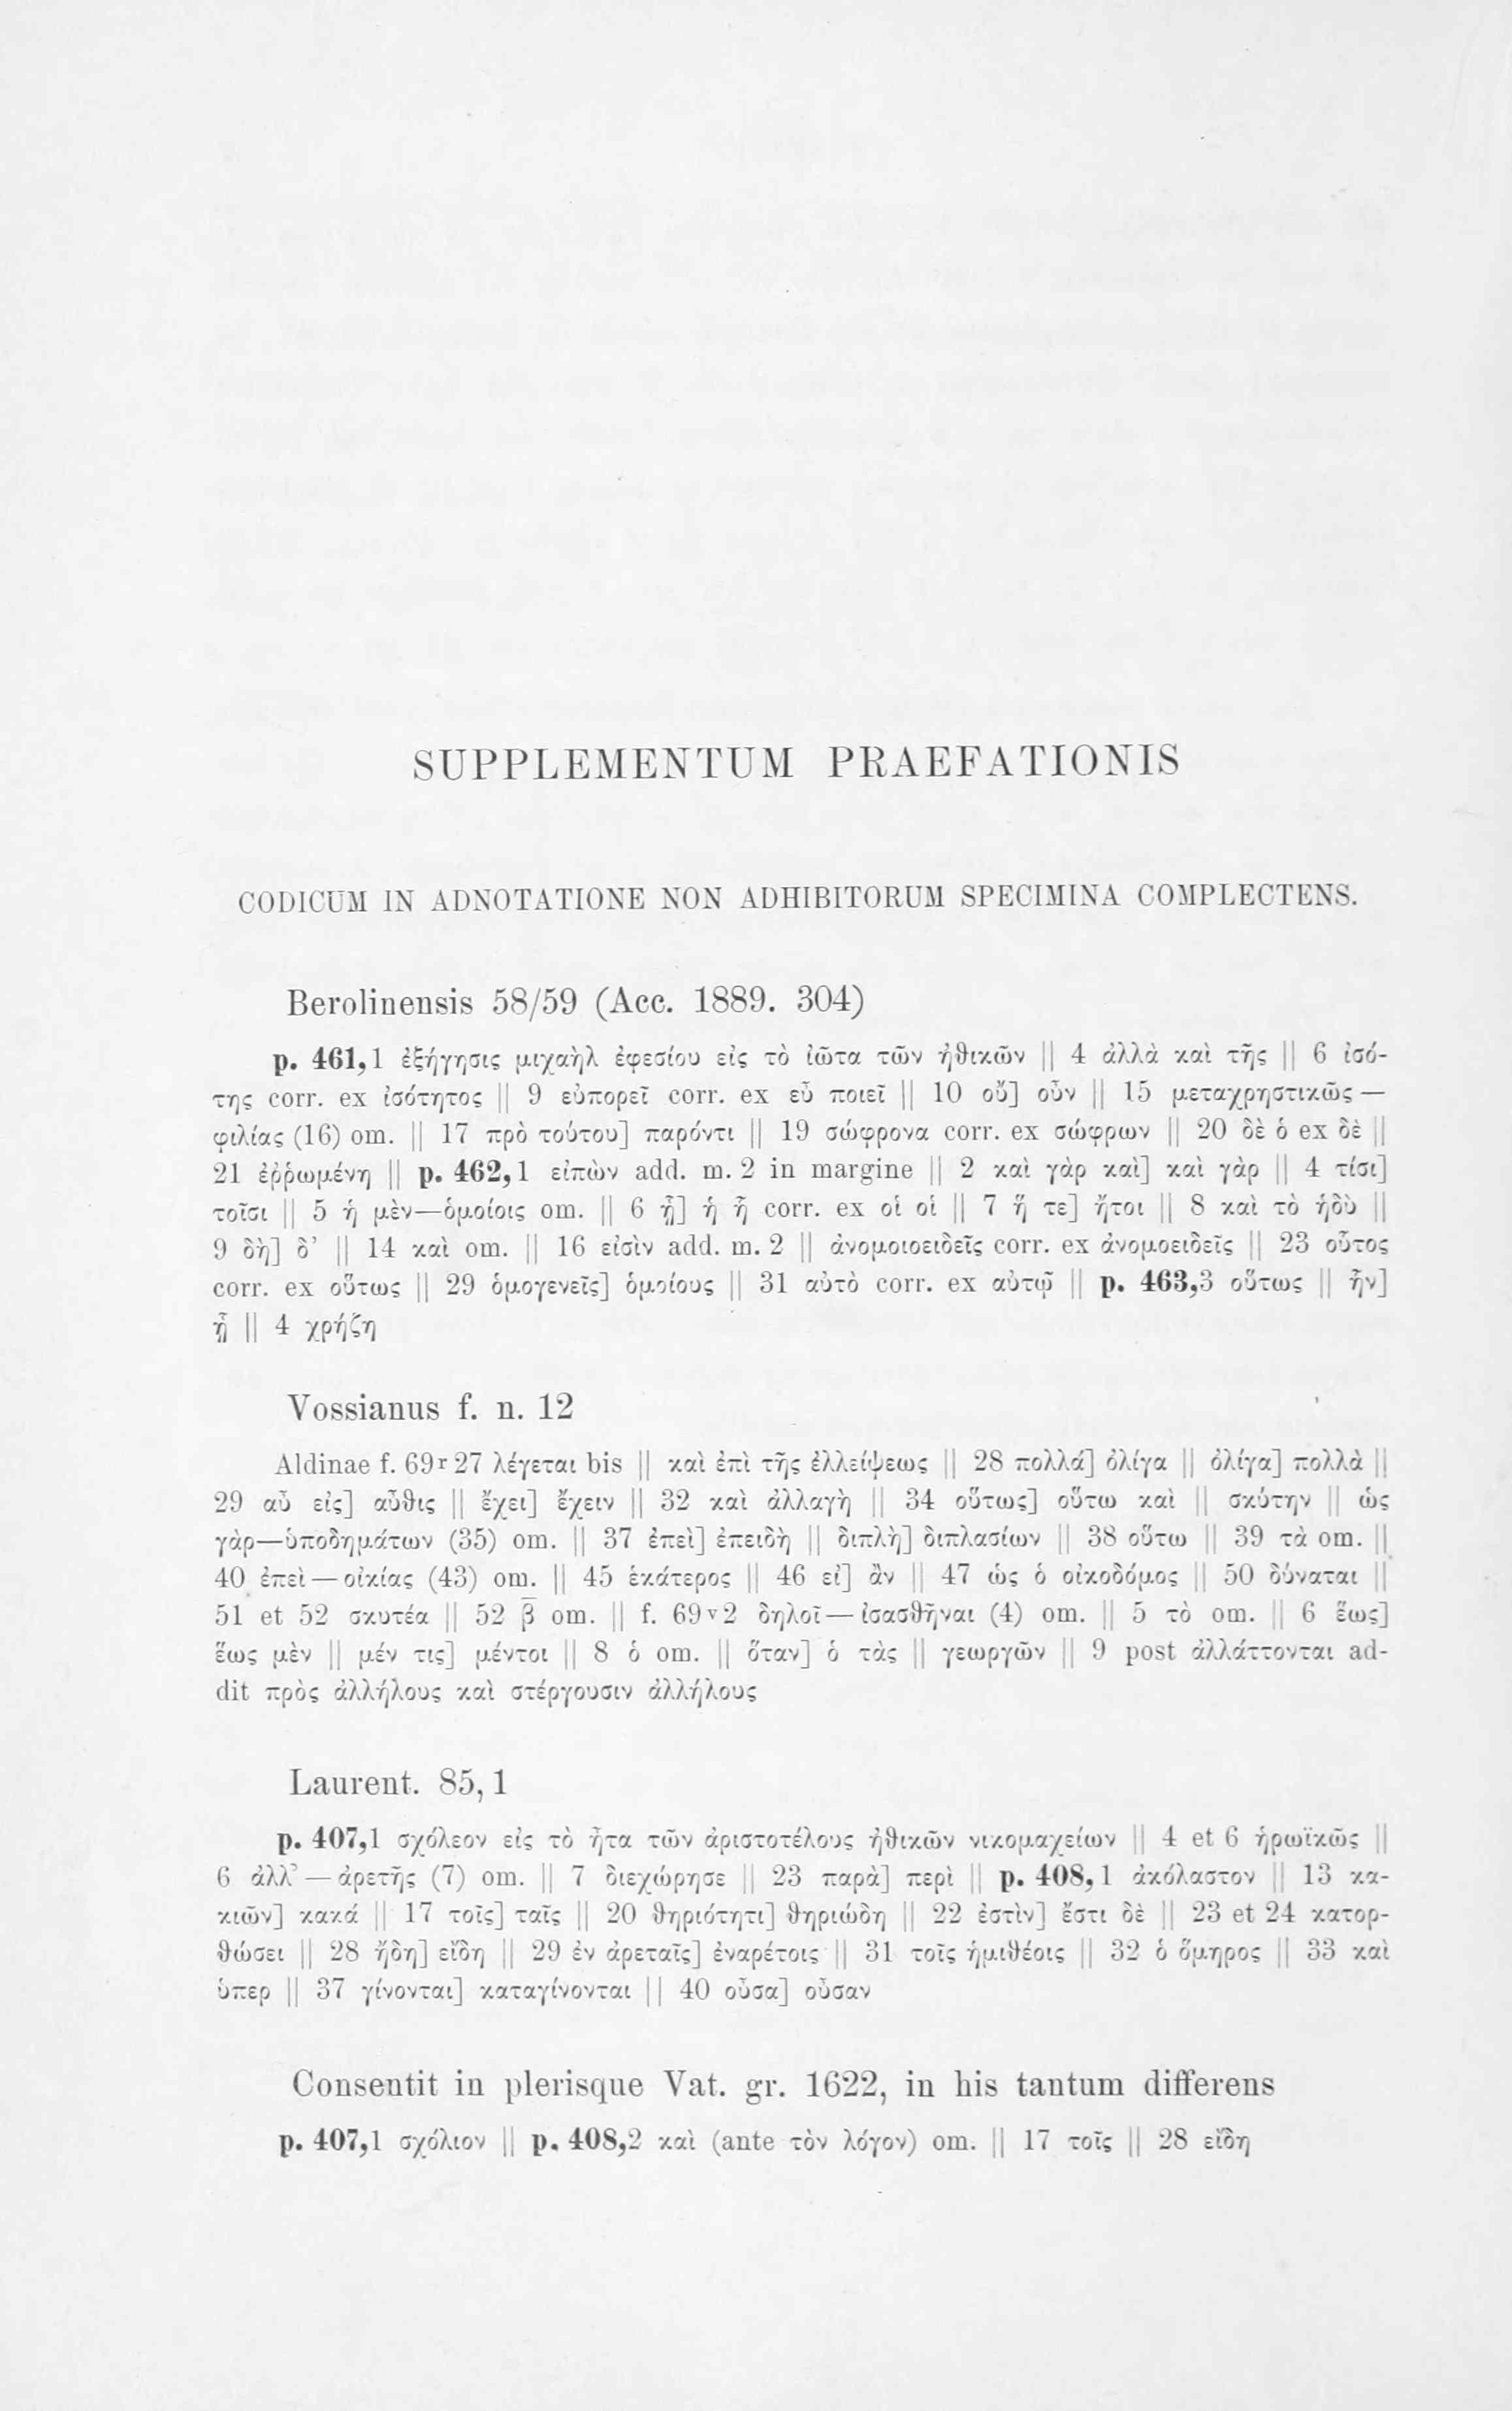 SUPPLEMENTUM PRAEFATIONIS
CODICUM IN ADNOTATIONE NON ADHIBITORUM SPECIMINA COMPLECTENS.
Berolinensis 58/59 (Acc. 1889. 304)
p. 461,1 ἐξήγησις μιχαὴλ ἐφεσίου εἰς τὸ ἰῶτα τῶν ἠθικῶν || 4 ἀλλὰ καὶ τῆς || 6 ἰσό-
της corr. ex ἰσότητος || 9 εὐπορεῖ corr. ex εὖ ποιεῖ || 10 οὔ] οὖν || 15 μεταχρηστικῶς —
φιλίας (16) om. || 17 πρὸ τούτου] παρόντι || 19 σώφρονα corr. ex σώφρων || 20 δὲ ὁ ex δὲ ||
21 ἐῤῥωμένη || p. 462,1 εἰπὼν add. m. 2 in margine || 2 καὶ γὰρ καὶ] καὶ γὰρ || 4 τίσι]
τοῖσι || 5 ἡ μὲν—ὁμοίοις om. || 6 ᾗ] ἡ ᾗ corr. ex οἱ οἱ || 7 ἥ τε] ἤτοι || 8 καὶ τὸ ἡδὺ ||
9 δὴ] δ’ || 14 καὶ om. || 16 εἰσὶν add. m. 2 || ἀνομοιοειδεῖς corr. ex ἀνομοειδεῖς || 23 οὗτος
corr. ex οὕτως || 29 ὁμογενεῖς] ὁμοίους || 31 αὐτὸ corr. ex αὐτῷ || p. 463,3 οὕτως || ἦν]
ᾖ || 4 χρήζη
Vossianus f. n. 12
Aldinae f. 69r 27 λέγεται bis || καὶ ἐπὶ τῆς ἐλλείψεως || 28 πολλά] ὀλίγα || ὀλίγα] πολλὰ ||
29 αὖ εἰς] αὖθις || ἔχει] ἔχειν || 32 καὶ ἀλλαγὴ || 34 οὕτως] οὕτω καὶ || σκύτην || ὡς
γὰρ—ὑποδημάτων (35) om. || 37 ἐπεὶ] ἐπειδὴ || διπλὴ] διπλασίων || 38 οὕτω || 39 τὰ om. ||
40 ἐπεὶ — οἰκίας (43) om. || 45 ἑκάτερος || 46 εἰ] ἂν || 47 ὡς ὁ οἰκοδόμος || 50 δύναται ||
51 et 52 σκυτέα || 52 β̄ om. || f. 69v 2 δηλοῖ — ἰσασθῆναι (4) om. || 5 τὸ om. || 6 ἕως]
ἕως μὲν || μέν τις] μέντοι || 8 ὁ om. || ὅταν] ὁ τὰς || γεωργῶν || 9 post ἀλλάττονται ad-
dit πρὸς ἀλλήλους καὶ στέργουσιν ἀλλήλους
Laurent. 85,1
p. 407,1 σχόλεον εἰς τὸ ἦτα τῶν ἀριστοτέλους ἠθικῶν νικομαχείων || 4 et 6 ἡρωϊκῶς ||
6 ἀλλ’ — ἀρετῆς (7) om. || 7 διεχώρησε || 23 παρὰ] περὶ || p. 408,1 ἀκόλαστον || 13 κα-
κιῶν] κακά || 17 τοῖς] ταῖς || 20 θηριότητι] θηριώδη || 22 ἐστὶν] ἔστι δὲ || 23 et 24 κατορ-
θώσει || 28 ἤδη] εἴδη || 29 ἐν ἀρεταῖς] ἐναρέτοις || 31 τοῖς ἡμιθέοις || 32 ὁ ὅμηρος || 33 καὶ
ὑπερ || 37 γίνονται] καταγίνονται || 40 οὖσα] οὖσαν
Consentit in plerisque Vat. gr. 1622, in his tantum differens
p. 407,1 σχόλιον || p. 408,2 καὶ (ante τὸν λόγον) om. || 17 τοῖς || 28 εἴδη